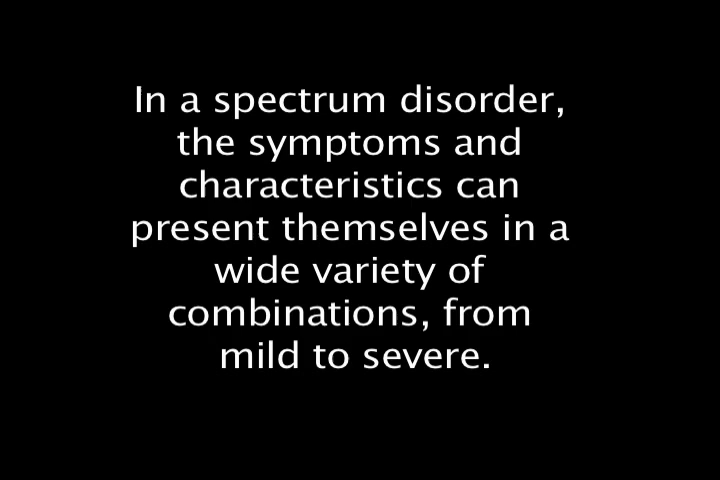 In a spectrum disorder,
the symptoms and
characteristics can
present themselves in a
wide variety of
combinations, from
mild to severe.